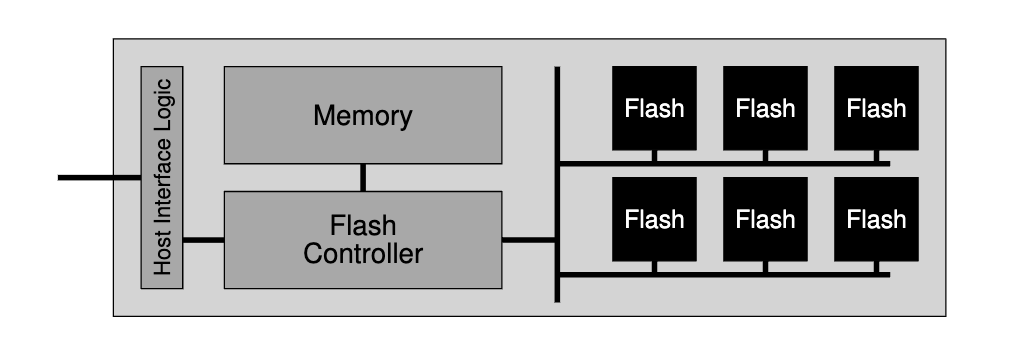 Host Interface Logic
Memory
Flash
Controller
Flash Flash Flash
Flash Flash Flash